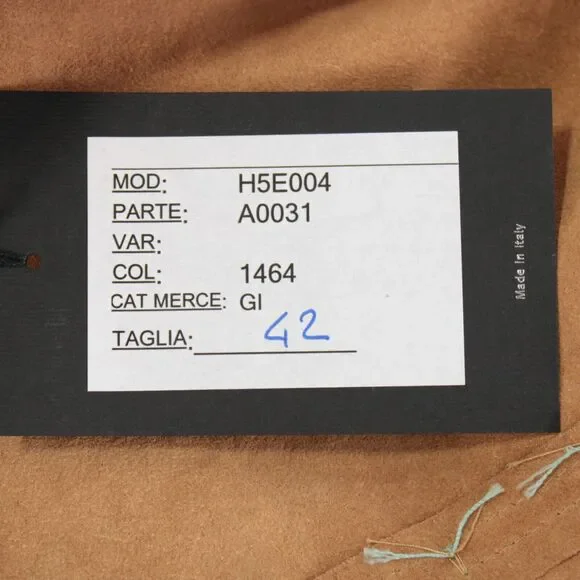 MOD: H5E004
PARTE: A0031
VAR:
COL: 1464
CAT MERCE: GI
TAGLIA: 42
Made In Italy